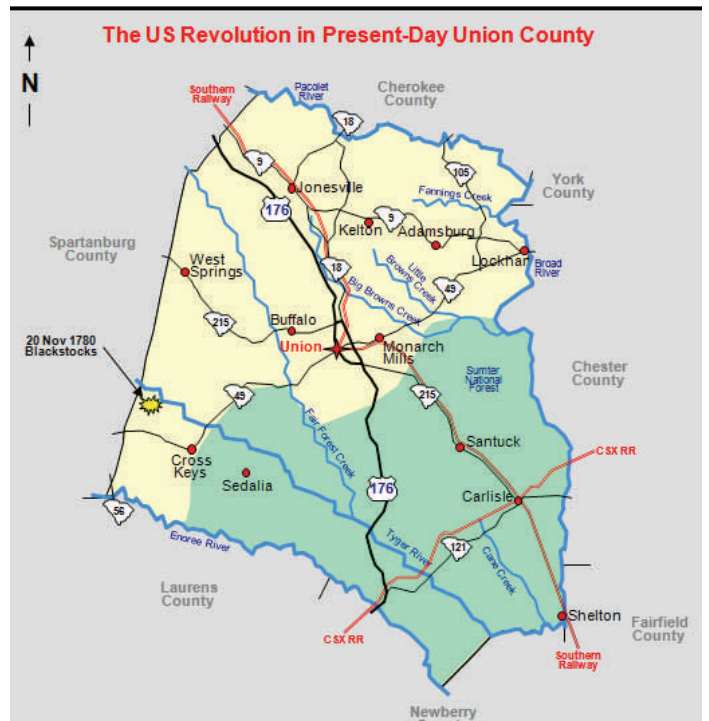 The US Revolution in Present-Day Union County
N
Southern
Railway
Pacolet
River
Cherokee
County
18
9
105
York
County
Jonesville
Fannings Creek
176
Kelton
9
Adamsburg
Spartanburg
County
West
Springs
Lockhart
Broad
River
18
Little
Browns Creek
Big Browns Creek
49
215
Buffalo
20 Nov 1780
Blackstocks
Union
Monarch
Mills
Sumter
National
Forest
Chester
County
49
215
Fair Forest Creek
Cross
Keys
Sedalia
Santuck
CSX RR
176
Carlisle
56
Enoree River
Tyger River
121
Cane Creek
Laurens
County
Shelton
Fairfield
County
CSX RR
Southern
Railway
Newberry